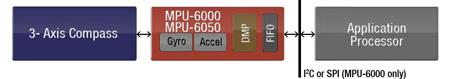 3- Axis Compass
MPU-6000
MPU-6050
Gyro
Accel
DMP
FIFO
Application
Processor
I²C or SPI (MPU-6000 only)